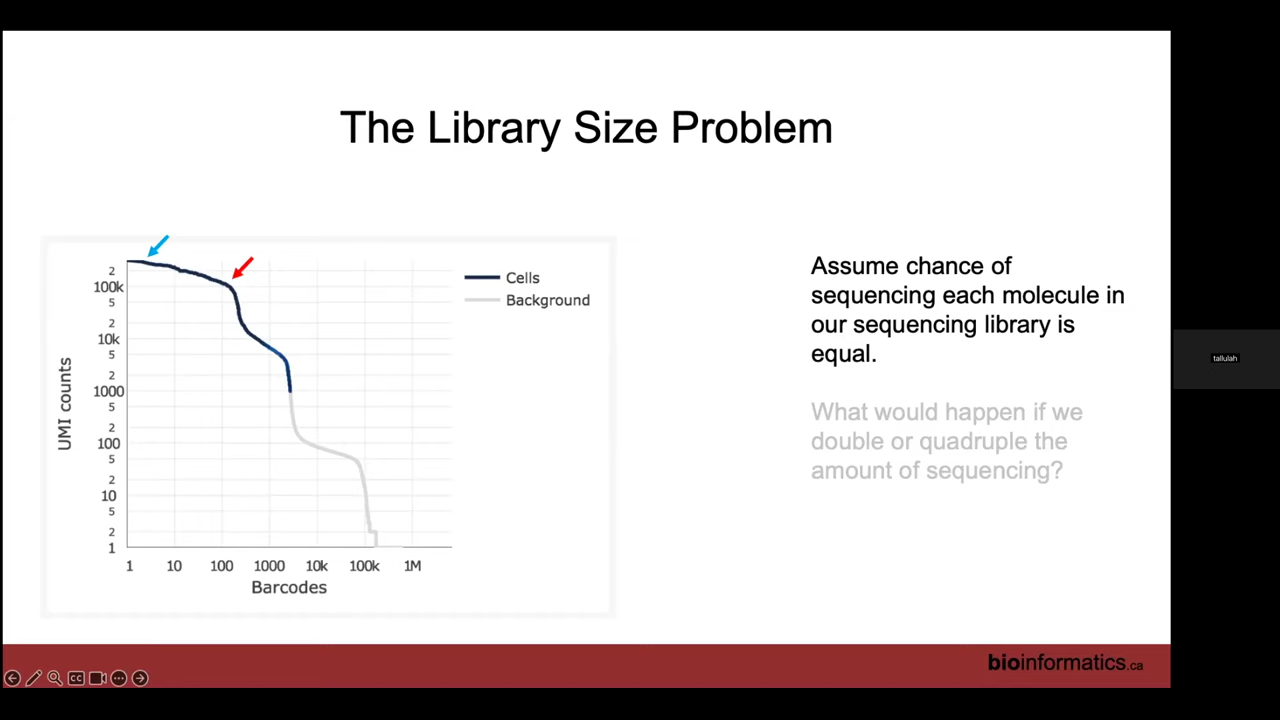 The Library Size Problem
2
100k
5
2
10k
5
2
1000
5
2
100
5
2
10
5
2
1
UMI counts
1 10 100 1000 10k 100k 1M
Barcodes
Cells
Background
Assume chance of
sequencing each molecule in
our sequencing library is
equal.
What would happen if we
double or quadruple the
amount of sequencing?
tallulah
bioinformatics.ca
CC